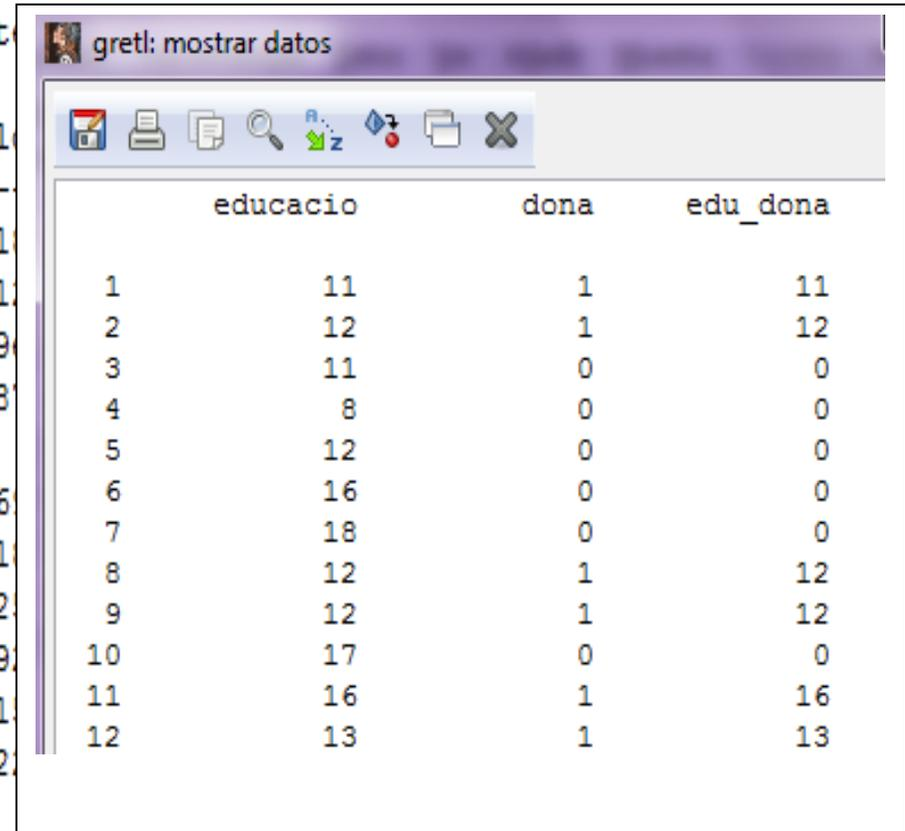 gretl: mostrar datos
educacio dona edu_dona
1 11 1 11
2 12 1 12
3 11 0 0
4 8 0 0
5 12 0 0
6 16 0 0
7 18 0 0
8 12 1 12
9 12 1 12
10 17 0 0
11 16 1 16
12 13 1 13